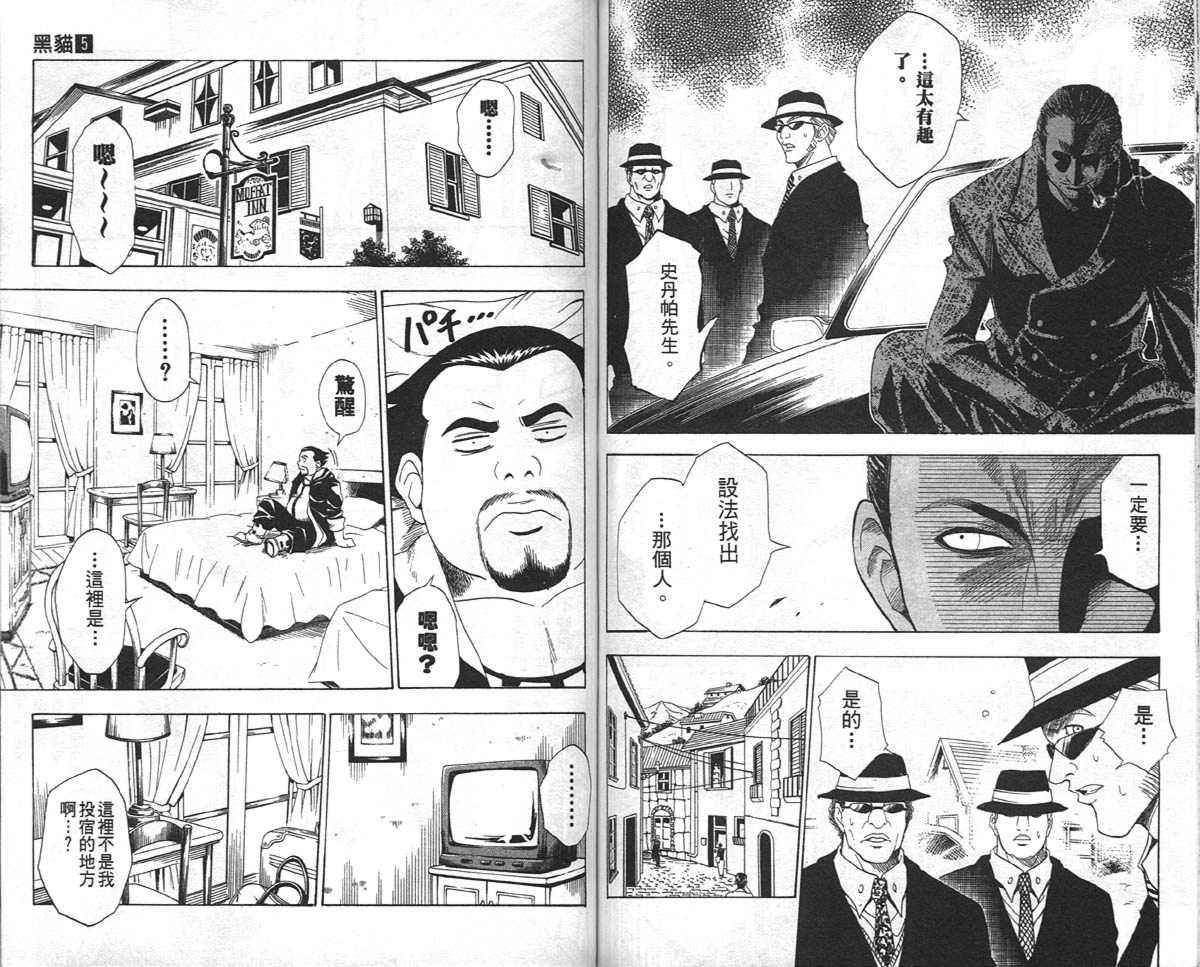 …這太有趣
了。
史丹帕先生。
一定要…
設法找出
…那個人。
是…
是的…
黑貓5
嗯……
嗯～～～～
MOFFAT
INN
パチ…
嗯嗯？
驚醒
……？
…這裡是…
………
這裡不是我
投宿的地方
啊…？